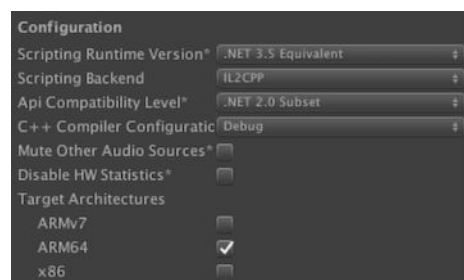 Configuration
Scripting Runtime Version* .NET 3.5 Equivalent
Scripting Backend IL2CPP
Api Compatibility Level* .NET 2.0 Subset
C++ Compiler Configuratic Debug
Mute Other Audio Sources*
Disable HW Statistics*
Target Architectures
ARMv7
ARM64
x86